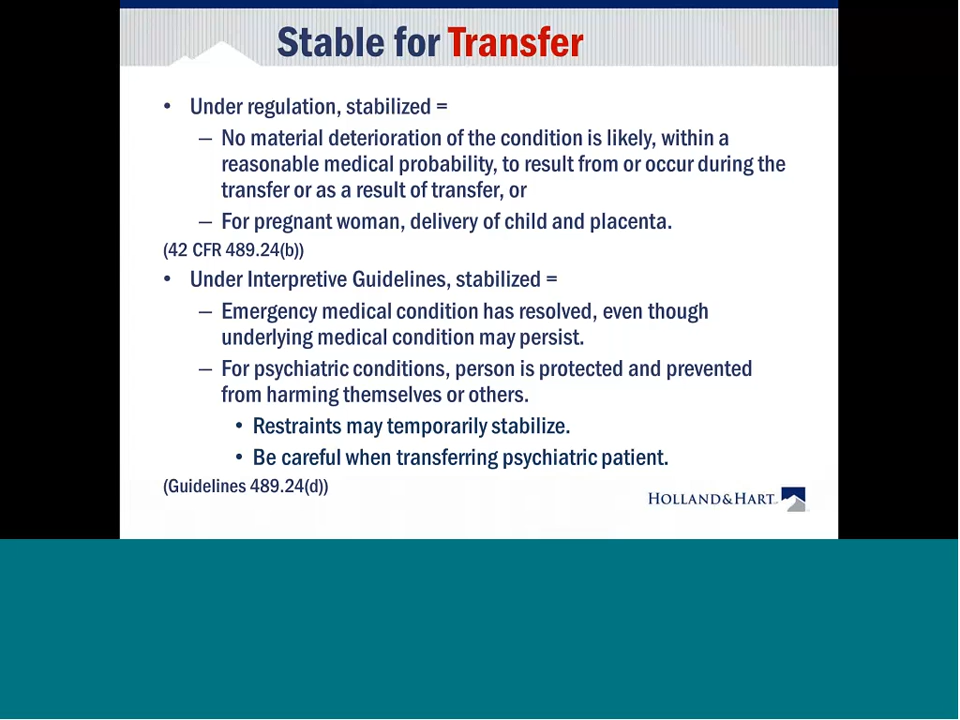 Stable for Transfer
• Under regulation, stabilized =
– No material deterioration of the condition is likely, within a
reasonable medical probability, to result from or occur during the
transfer or as a result of transfer, or
– For pregnant woman, delivery of child and placenta.
(42 CFR 489.24(b))
• Under Interpretive Guidelines, stabilized =
– Emergency medical condition has resolved, even though
underlying medical condition may persist.
– For psychiatric conditions, person is protected and prevented
from harming themselves or others.
• Restraints may temporarily stabilize.
• Be careful when transferring psychiatric patient.
(Guidelines 489.24(d))
HOLLAND&HART